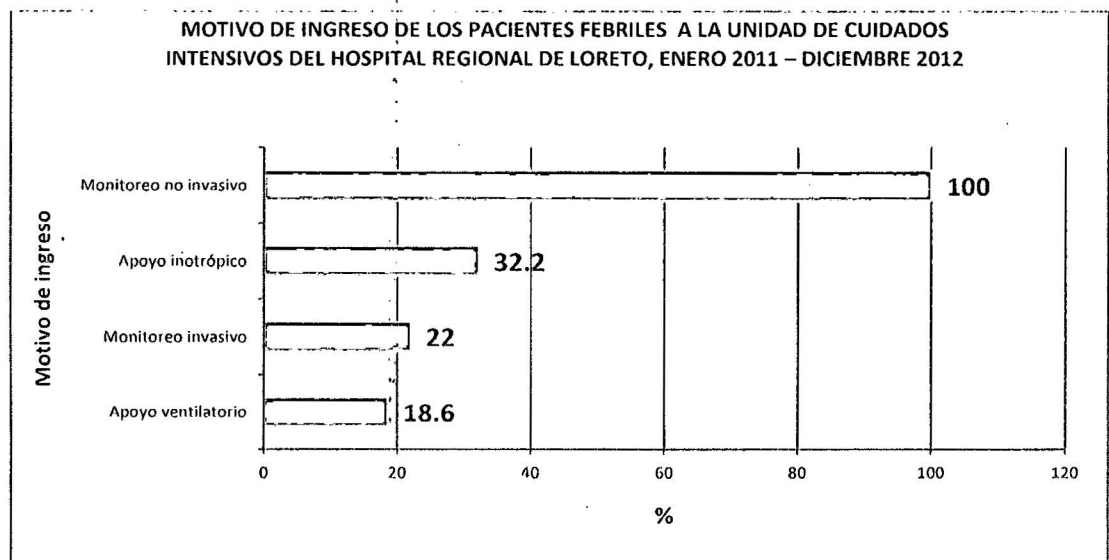 MOTIVO DE INGRESO DE LOS PACIENTES FEBRILES A LA UNIDAD DE CUIDADOS
INTENSIVOS DEL HOSPITAL REGIONAL DE LORETO, ENERO 2011 – DICIEMBRE 2012
Motivo de ingreso
Monitoreo no invasivo
100
Apoyo inotrópico
32.2
Monitoreo invasivo
22
Apoyo ventilatorio
18.6
0 20 40 60 80 100 120
%